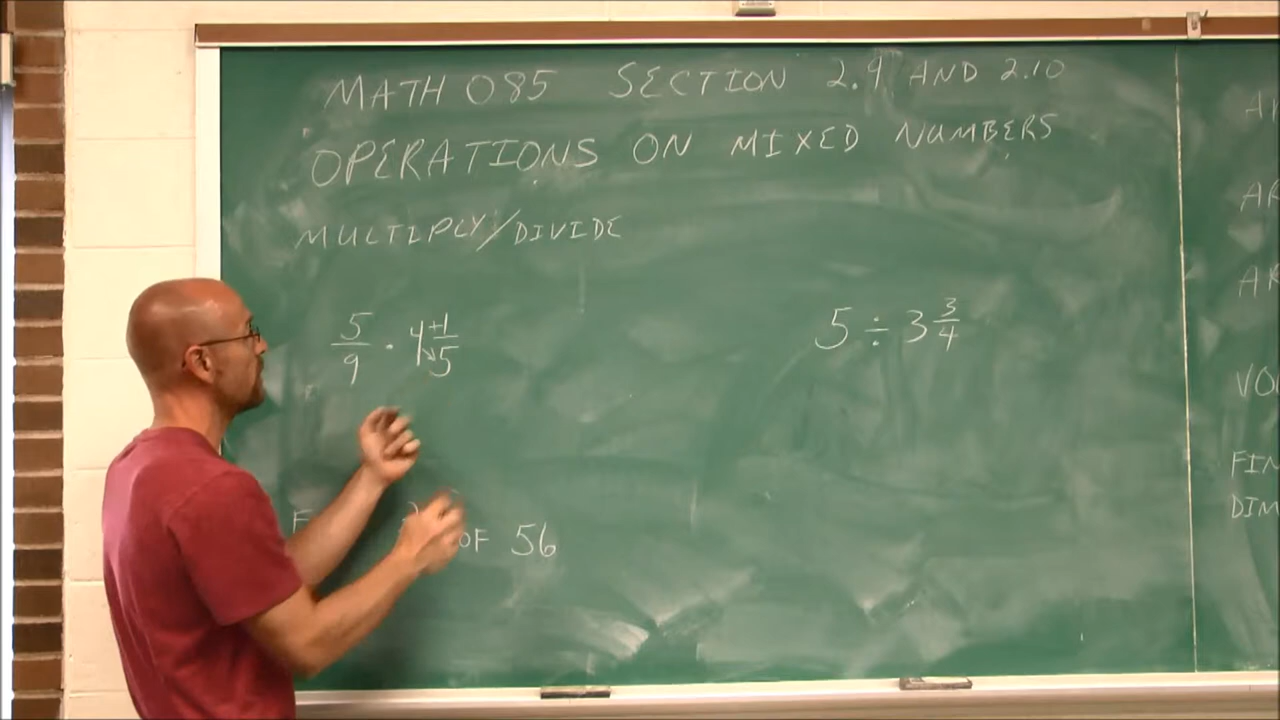 MATH 085 SECTION 2.9 AND 2.10
OPERATIONS ON MIXED NUMBERS
MULTIPLY/DIVIDE
5/9 · 4 + 1/5
5 ÷ 3 3/4
OF 56